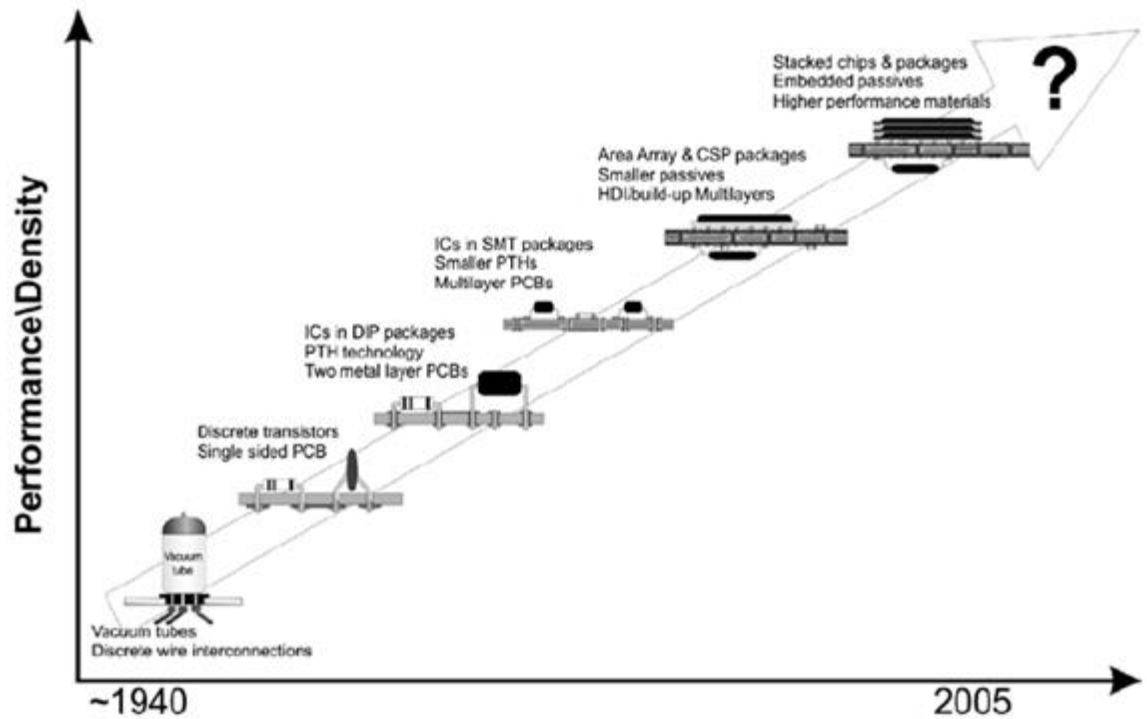 Performance\Density
Stacked chips & packages
Embedded passives
Higher performance materials
?
Area Array & CSP packages
Smaller passives
HDI/build-up Multilayers
ICs in SMT packages
Smaller PTHs
Multilayer PCBs
ICs in DIP packages
PTH technology
Two metal layer PCBs
Discrete transistors
Single sided PCB
Vacuum
tube
Vacuum tubes
Discrete wire interconnections
~1940
2005